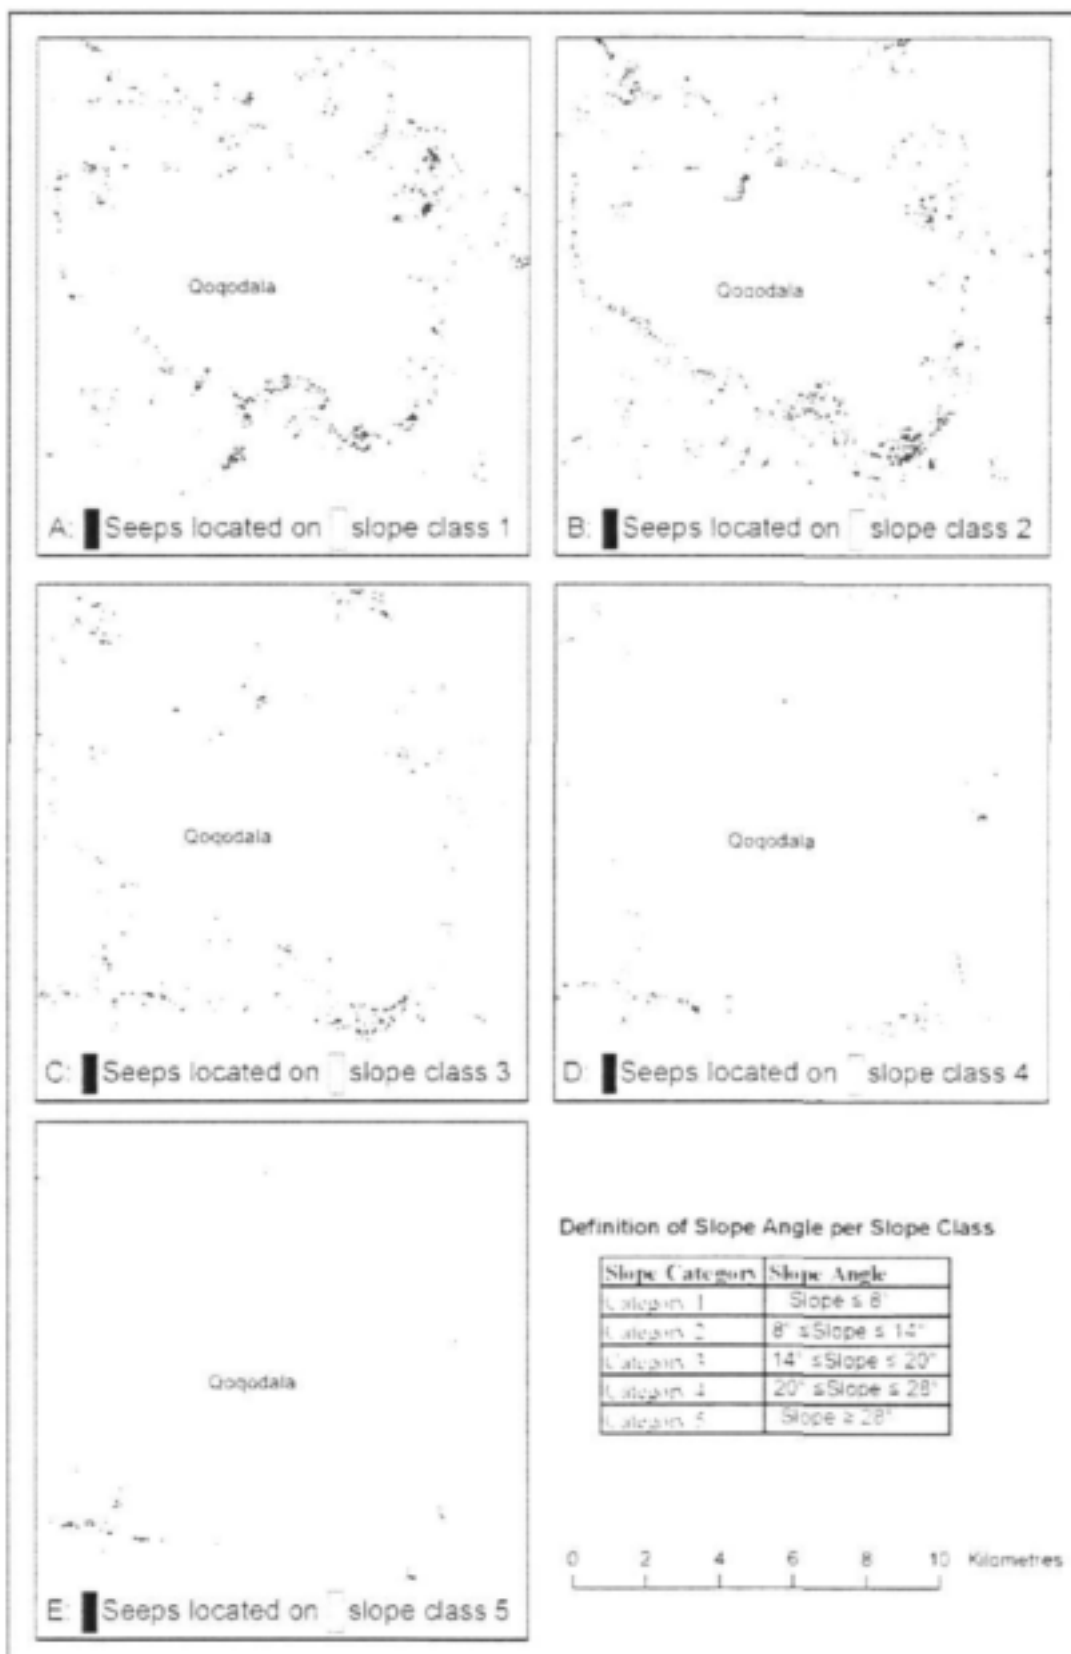 Qoqodala
A: Seeps located on slope class 1
Qoqodala
B: Seeps located on slope class 2
Qoqodala
C: Seeps located on slope class 3
Qoqodala
D: Seeps located on slope class 4
Qoqodala
E: Seeps located on slope class 5
Definition of Slope Angle per Slope Class
Slope Category Slope Angle
Category 1 Slope ≤ 8°
Category 2 8° ≤Slope ≤ 14°
Category 3 14° ≤Slope ≤ 20°
Category 4 20° ≤Slope ≤ 28°
Category 5 Slope ≥ 28°
0 2 4 6 8 10 Kilometres